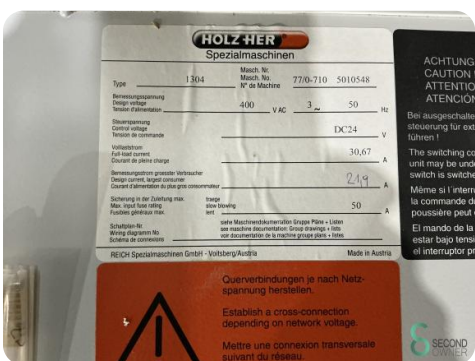 HOLZ-HER
Spezialmaschinen
Type 1304 Masch. Nr. Masch. No. N° de Machine 77/0-710 5010548
Bemessungsspannung
Design voltage 400 V AC 3 ~ 50 Hz
Tension d'alimentation
Steuerspannung
Control voltage DC24 V
Tension de commande
Vollaststrom
Full-load current 30,67 A
Courant de pleine charge
Bemessungsstrom grösster Verbraucher
Design current, largest consumer 21,9 A
Courant d'alimentation du plus gros consommateur
Sicherung in der Zuleitung max. traege
Max. input fuse rating slow blowing 50 A
Fusibles généraux max. lent
Schaltplan-Nr. siehe Maschinendokumentation Gruppe Pläne + Listen
Wiring diagramm No see machine documentation: Group drawings + lists
Schéma de connexions voir documentation de la machine groupe plans + listes
REICH Spezialmaschinen GmbH - Voitsberg/Austria Made in Austria
Querverbindungen je nach Netz-
spannung herstellen.
Establish a cross-connection
depending on network voltage.
Mettre une connexion transversale
suivant du réseau.
ACHTUNG
CAUTION
ATTENTIO
ATENCIÓN
Bei ausgeschalte
steuerung für ext
führen !
The switching co
unit may be unde
switch is switche
Même si l'interru
la commande du
poussière peut
El mando de la
estar bajo tensió
el interruptor pr
SECOND
OWNER